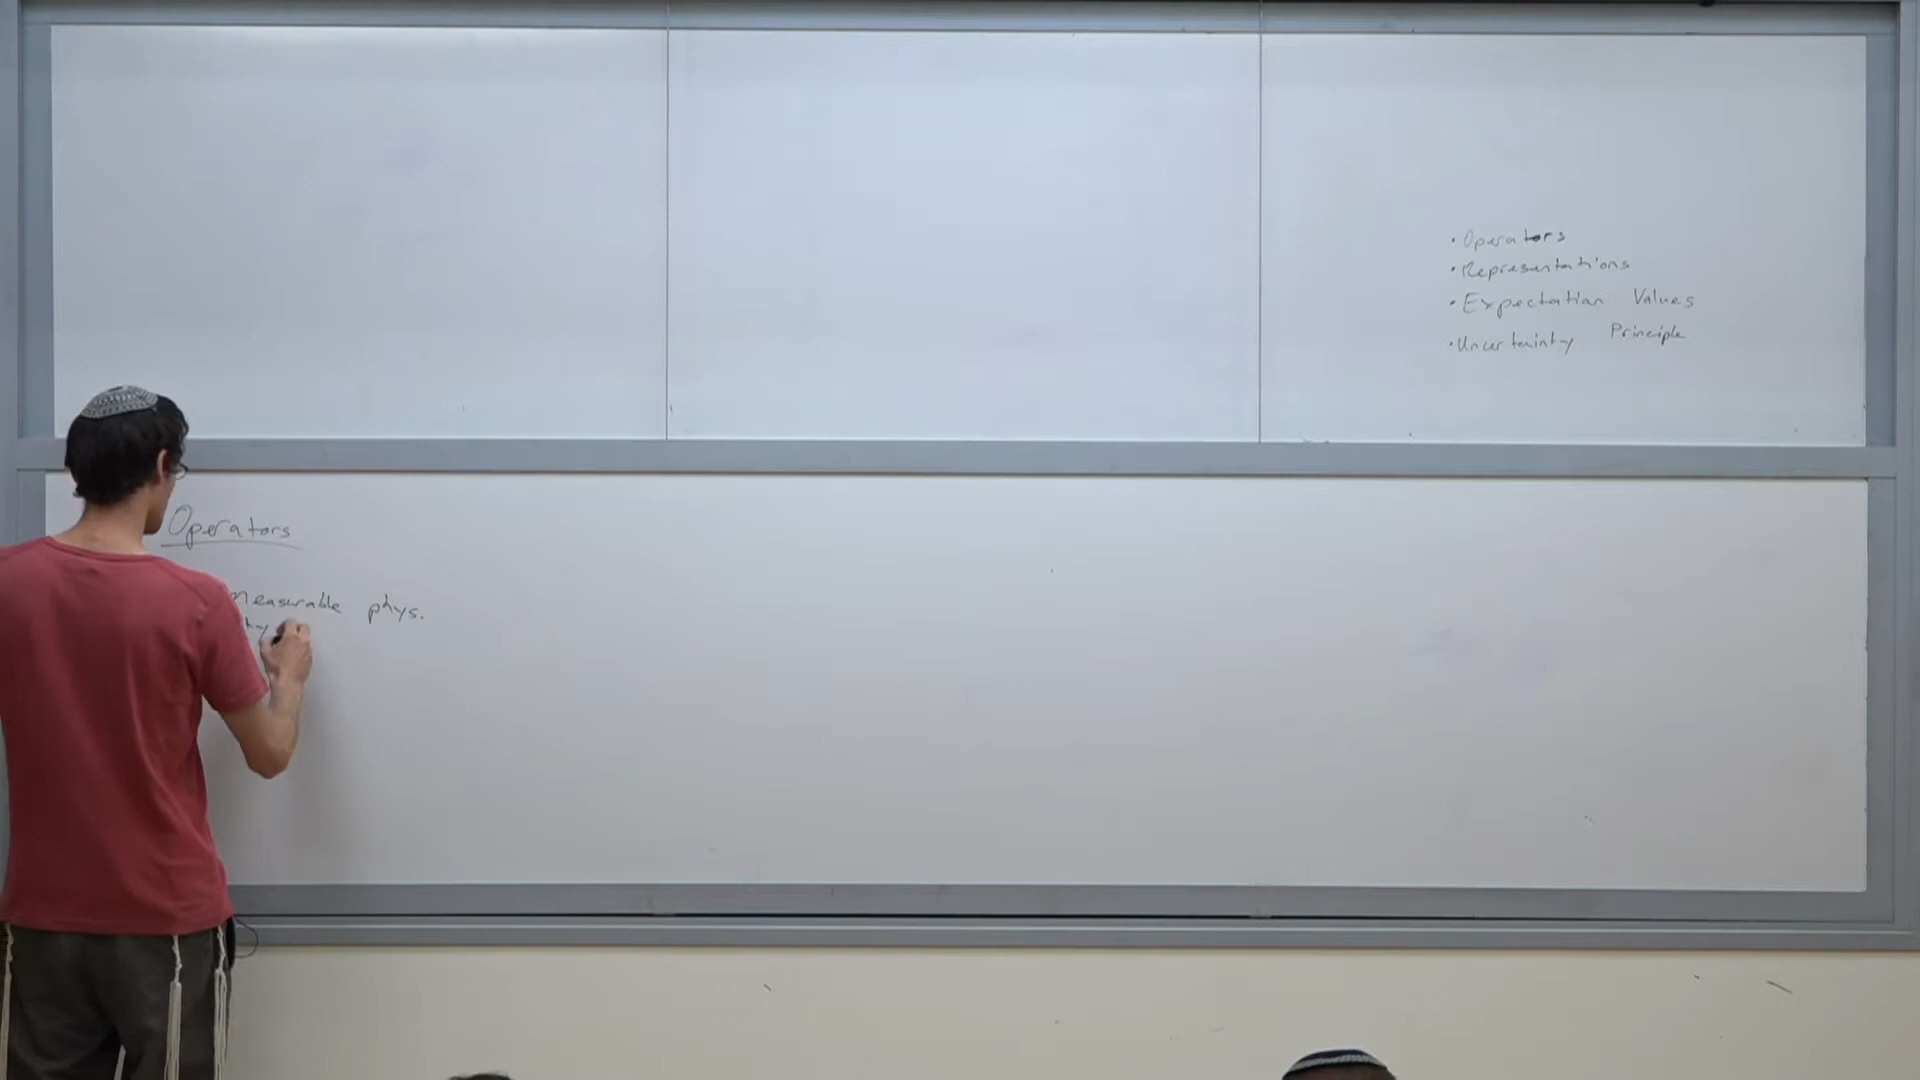 • Operators
• Representations
• Expectation Values
• Uncertainty Principle
Operators
measurable phys.